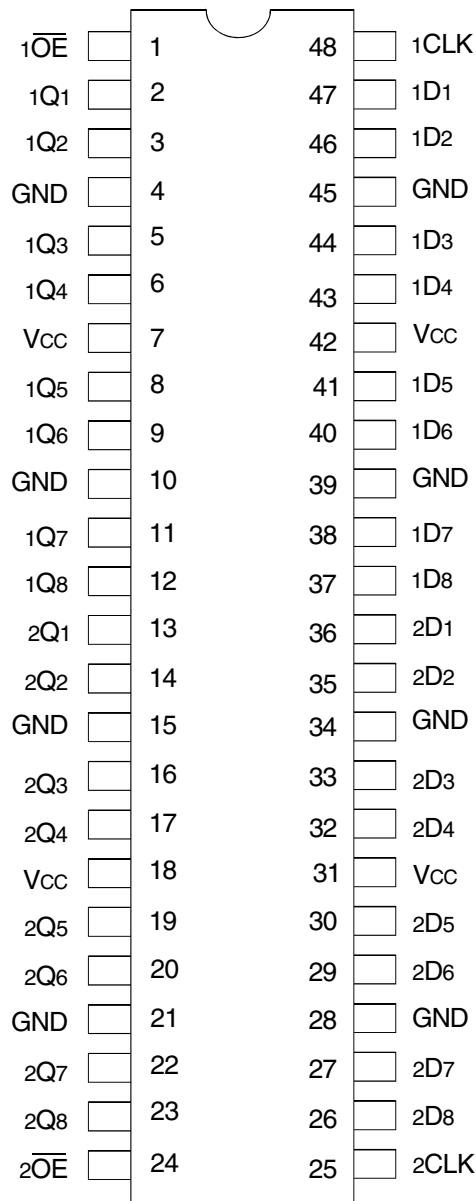 1O̅E̅ 1 48 1CLK
1Q1 2 47 1D1
1Q2 3 46 1D2
GND 4 45 GND
1Q3 5 44 1D3
1Q4 6 43 1D4
VCC 7 42 VCC
1Q5 8 41 1D5
1Q6 9 40 1D6
GND 10 39 GND
1Q7 11 38 1D7
1Q8 12 37 1D8
2Q1 13 36 2D1
2Q2 14 35 2D2
GND 15 34 GND
2Q3 16 33 2D3
2Q4 17 32 2D4
VCC 18 31 VCC
2Q5 19 30 2D5
2Q6 20 29 2D6
GND 21 28 GND
2Q7 22 27 2D7
2Q8 23 26 2D8
2O̅E̅ 24 25 2CLK